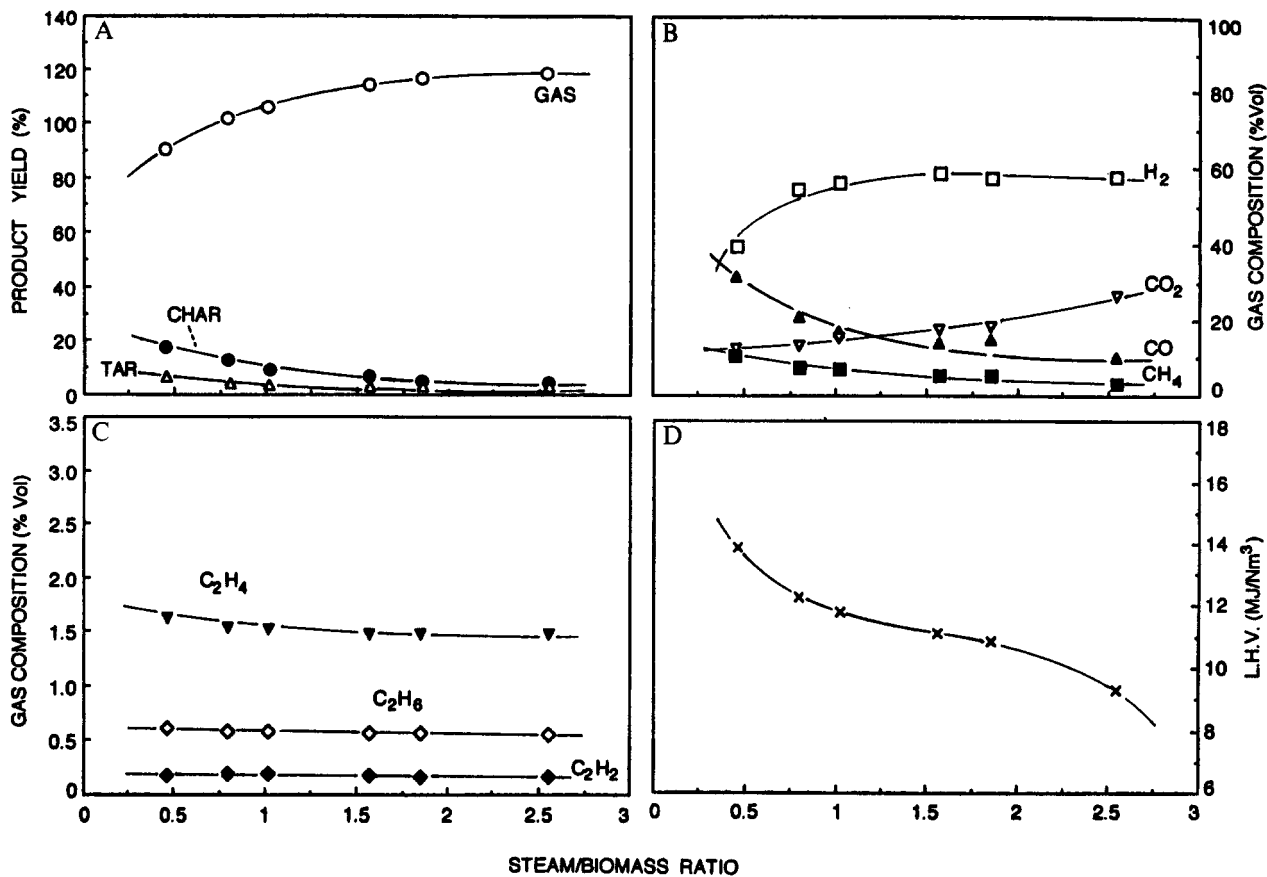 A
140
120
100
80
60
40
20
0
PRODUCT YIELD (%)
GAS
CHAR
TAR
B
100
80
60
40
20
0
GAS COMPOSITION (%Vol)
H2
CO2
CO
CH4
C
3.5
3.0
2.5
2.0
1.5
1.0
0.5
0
GAS COMPOSITION (% Vol)
C2H4
C2H6
C2H2
0 0.5 1 1.5 2 2.5 3
D
18
16
14
12
10
8
6
L.H.V. (MJ/Nm3)
0 0.5 1 1.5 2 2.5 3
STEAM/BIOMASS RATIO